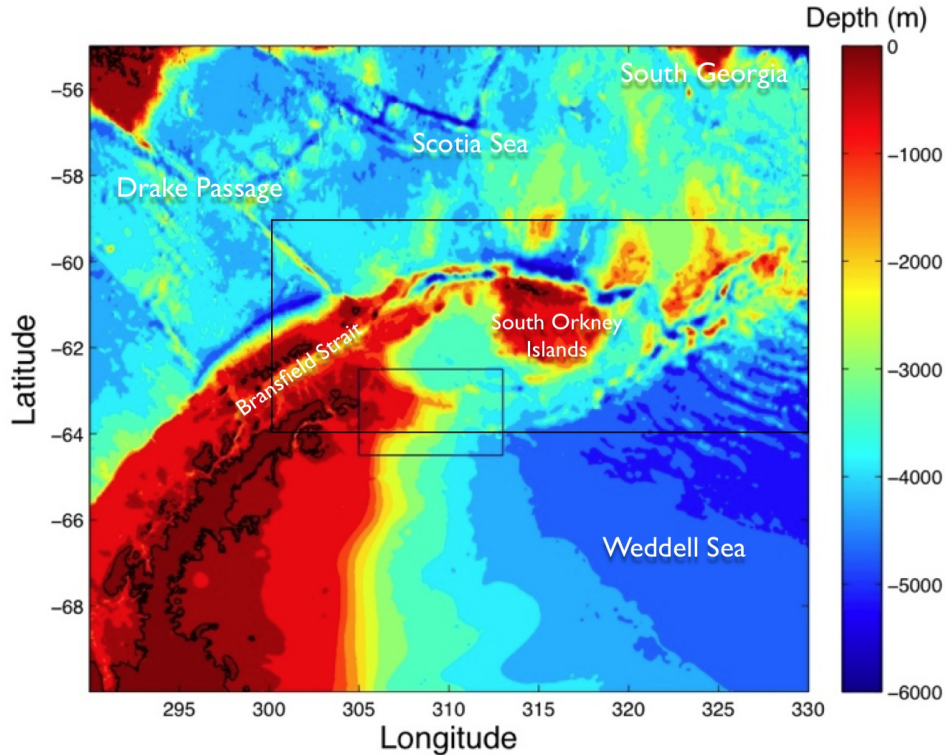 Depth (m)
South Georgia
Scotia Sea
Drake Passage
South Orkney
Islands
Bransfield Strait
Weddell Sea
Latitude
−56
−58
−60
−62
−64
−66
−68
295
300
305
310
315
320
325
330
Longitude
0
−1000
−2000
−3000
−4000
−5000
−6000